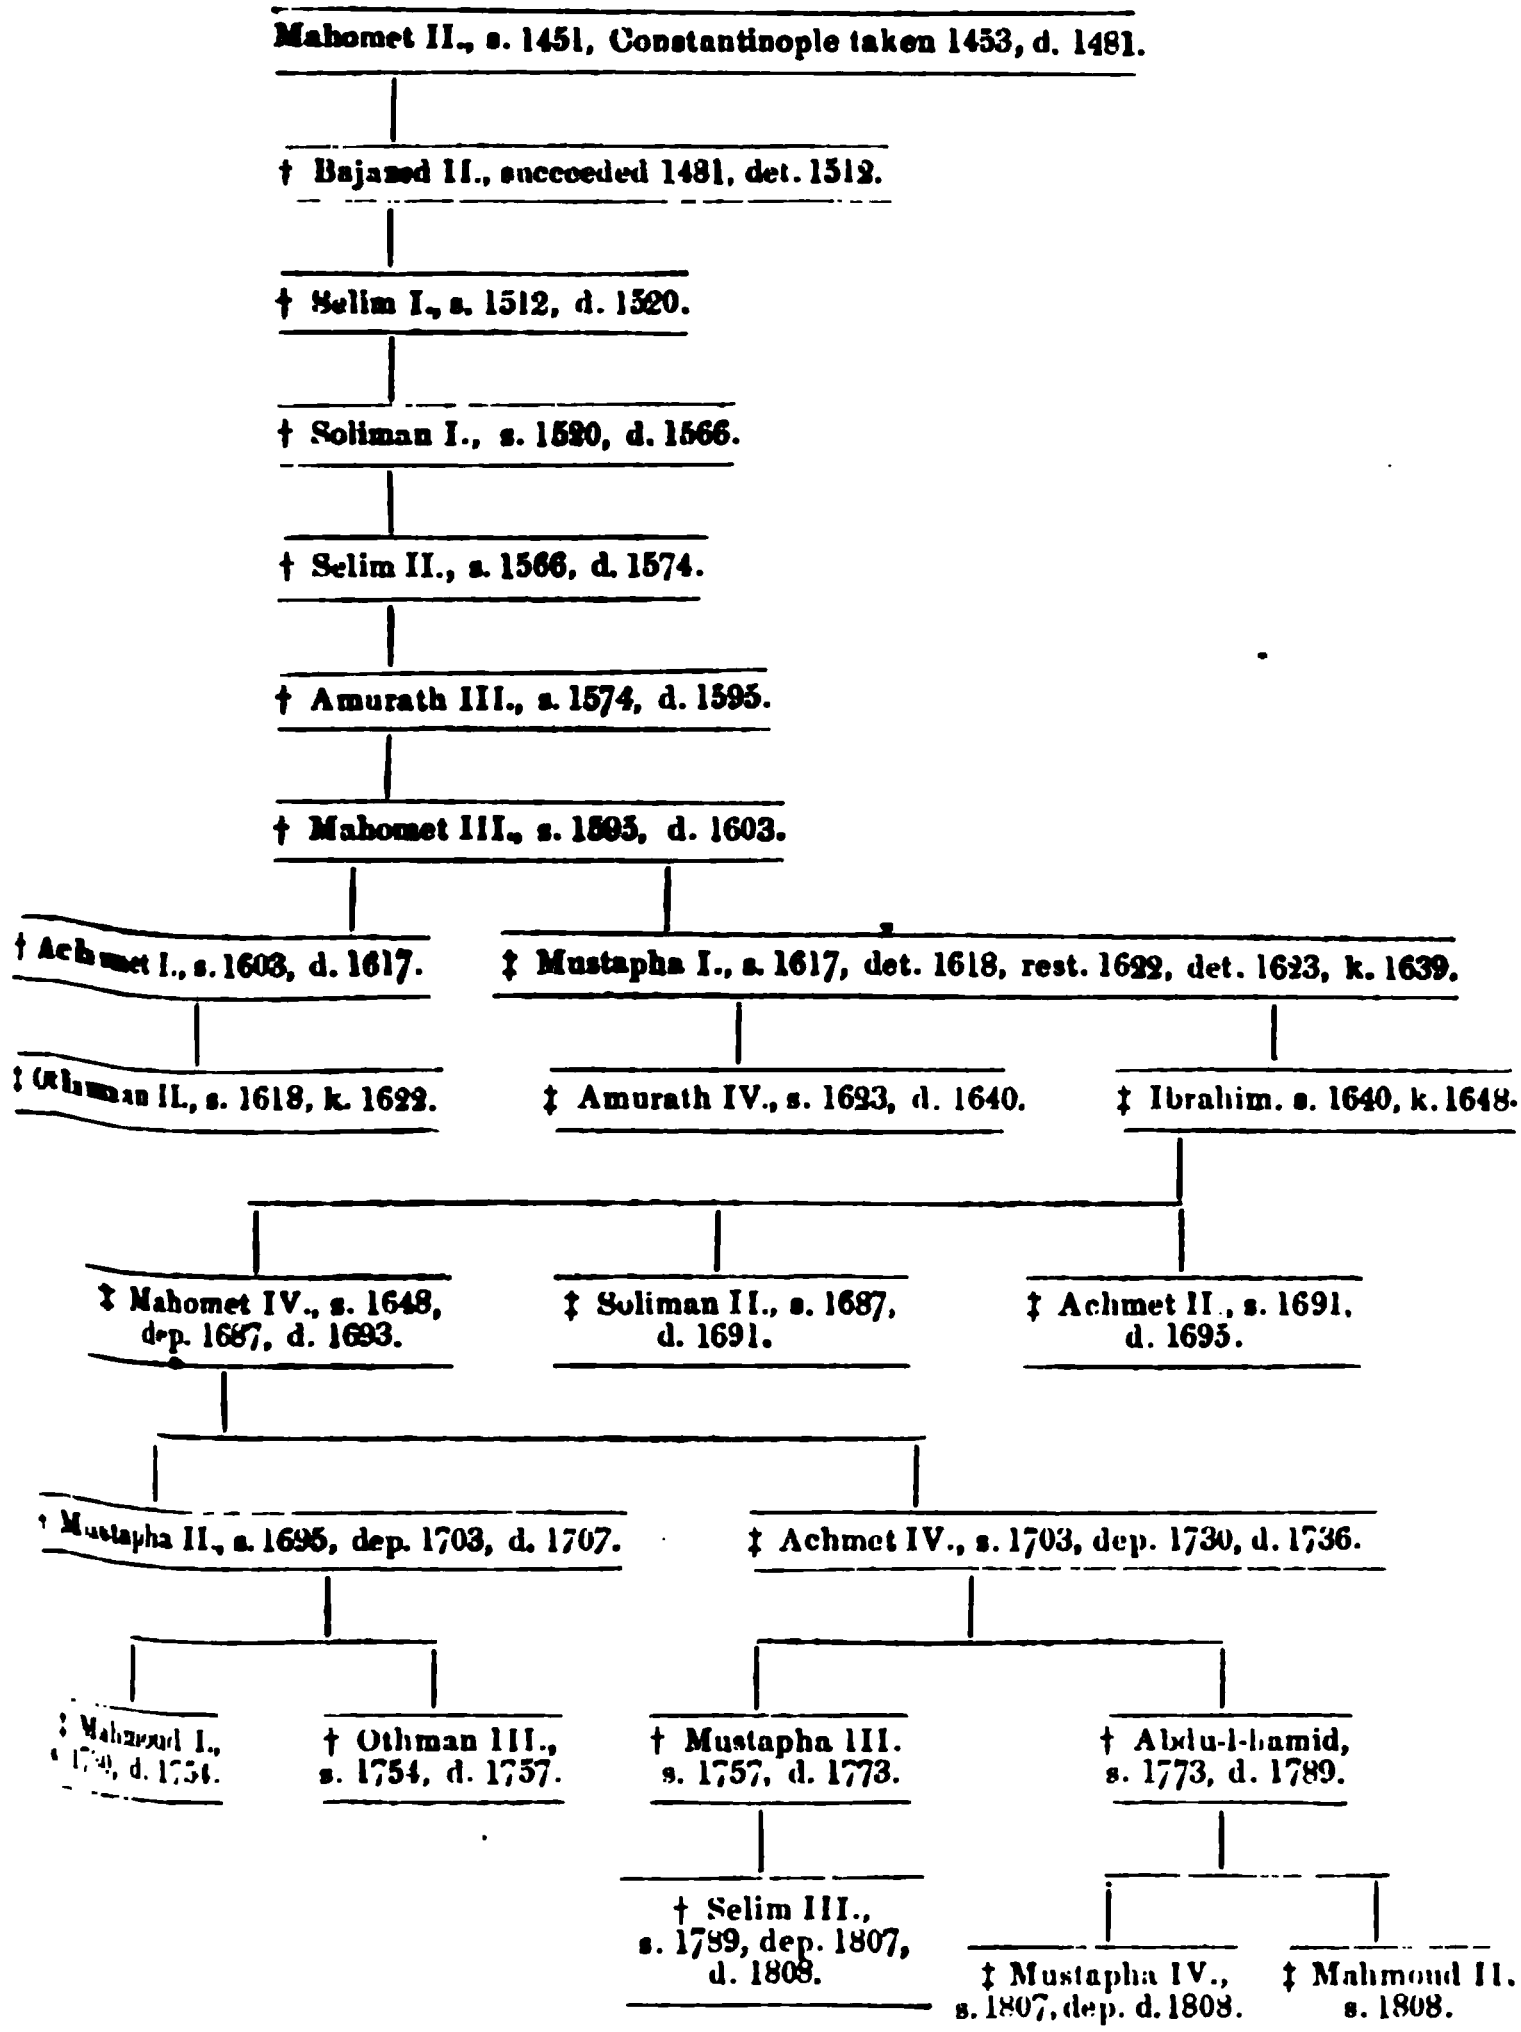 Mahomet II., s. 1451, Constantinople taken 1453, d. 1481.
† Bajazed II., succeeded 1481, det. 1512.
† Selim I., s. 1512, d. 1520.
† Soliman I., s. 1520, d. 1566.
† Selim II., s. 1566, d. 1574.
† Amurath III., s. 1574, d. 1595.
† Mahomet III., s. 1595, d. 1603.
† Achmet I., s. 1603, d. 1617.
‡ Mustapha I., s. 1617, det. 1618, rest. 1622, det. 1623, k. 1639.
‡ Othman II., s. 1618, k. 1622.
‡ Amurath IV., s. 1623, d. 1640.
‡ Ibrahim. s. 1640, k. 1648.
‡ Mahomet IV., s. 1648,
dep. 1687, d. 1693.
‡ Soliman II., s. 1687,
d. 1691.
‡ Achmet II., s. 1691,
d. 1695.
† Mustapha II., s. 1695, dep. 1703, d. 1707.
‡ Achmet IV., s. 1703, dep. 1730, d. 1736.
‡ Mahmoud I.,
s. 1730, d. 1754.
† Othman III.,
s. 1754, d. 1757.
† Mustapha III.
s. 1757, d. 1773.
† Abdu-l-hamid,
s. 1773, d. 1789.
† Selim III.,
s. 1789, dep. 1807,
d. 1808.
‡ Mustapha IV.,
s. 1807, dep. d. 1808.
‡ Mahmoud II.
s. 1808.